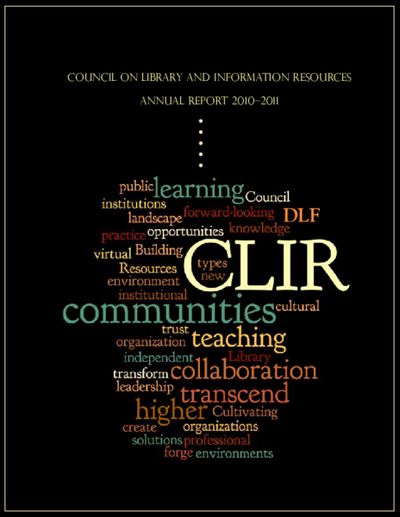 COUNCIL ON LIBRARY AND INFORMATION RESOURCES
ANNUAL REPORT 2010–2011
public learning Council
institutions
landscape forward-looking DLF
practice opportunities knowledge
virtual Building CLIR
Resources types
environment new
institutional
communities cultural
trust teaching
organization
independent Library
transform collaboration
leadership transcend
higher Cultivating
create organizations
solutions professional
forge environments